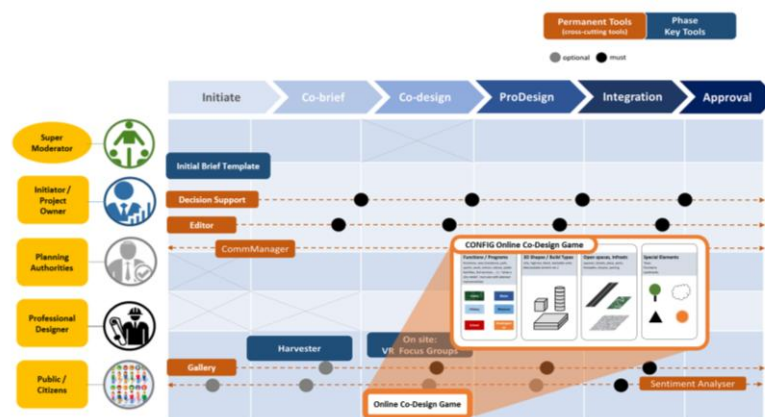 Permanent Tools
(cross-cutting tools)
Phase
Key Tools
optional
must
Initiate
Co-brief
Co-design
ProDesign
Integration
Approval
Super
Moderator
Initial Brief Template
Initiator /
Project
Owner
Decision Support
Editor
CommManager
CONFIG Online Co-Design Game
Functions / Programs
3D Shapes / Build Types
Open spaces, Infrastr.
Special Elements
Planning
Authorities
Professional
Designer
Harvester
On site:
VR Focus Groups
Gallery
Public /
Citizens
Sentiment Analyser
Online Co-Design Game